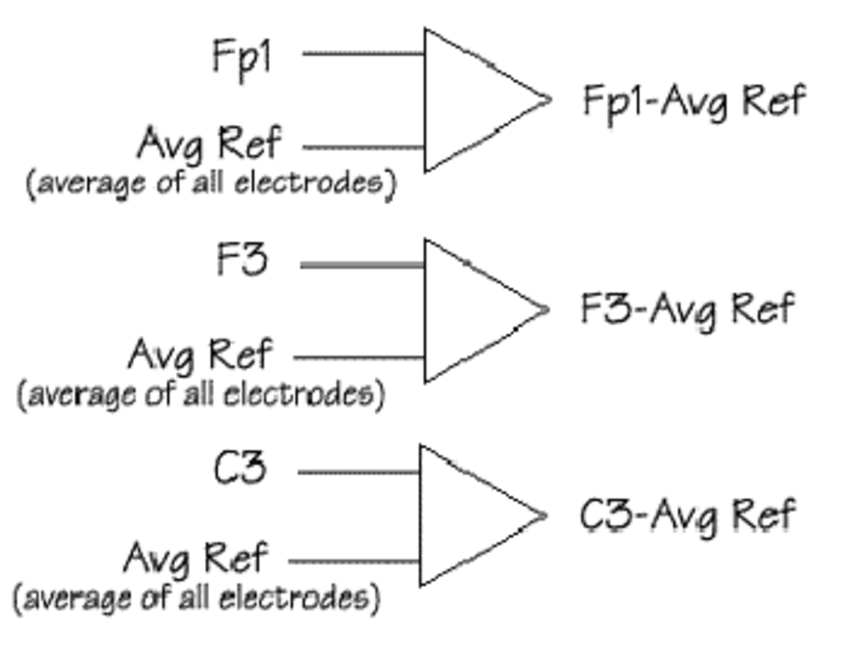 Fp1
Fp1-Avg Ref
Avg Ref
(average of all electrodes)
F3
F3-Avg Ref
Avg Ref
(average of all electrodes)
C3
C3-Avg Ref
Avg Ref
(average of all electrodes)